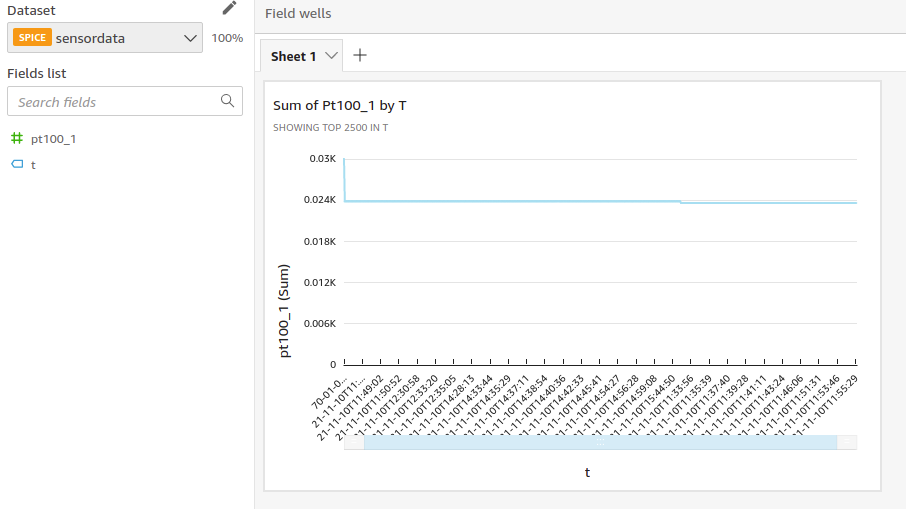 Dataset
SPICE sensordata 100%
Fields list
Search fields
pt100_1
t
Field wells
Sheet 1
Sum of Pt100_1 by T
SHOWING TOP 2500 IN T
pt100_1 (Sum)
0.03K
0.024K
0.018K
0.012K
0.006K
0
70-01-0...
21-11-10T11:...
21-11-10T11:49:02
21-11-10T11:50:52
21-11-10T12:30:58
21-11-10T12:33:20
21-11-10T12:35:05
21-11-10T14:28:13
21-11-10T14:33:44
21-11-10T14:35:29
21-11-10T14:37:11
21-11-10T14:38:54
21-11-10T14:40:36
21-11-10T14:42:33
21-11-10T14:45:41
21-11-10T14:54:27
21-11-10T14:56:28
21-11-10T14:59:08
21-11-10T15:44:50
21-11-10T11:33:56
21-11-10T11:35:39
21-11-10T11:37:40
21-11-10T11:39:28
21-11-10T11:41:11
21-11-10T11:43:24
21-11-10T11:46:06
21-11-10T11:51:31
21-11-10T11:53:46
21-11-10T11:55:29
t